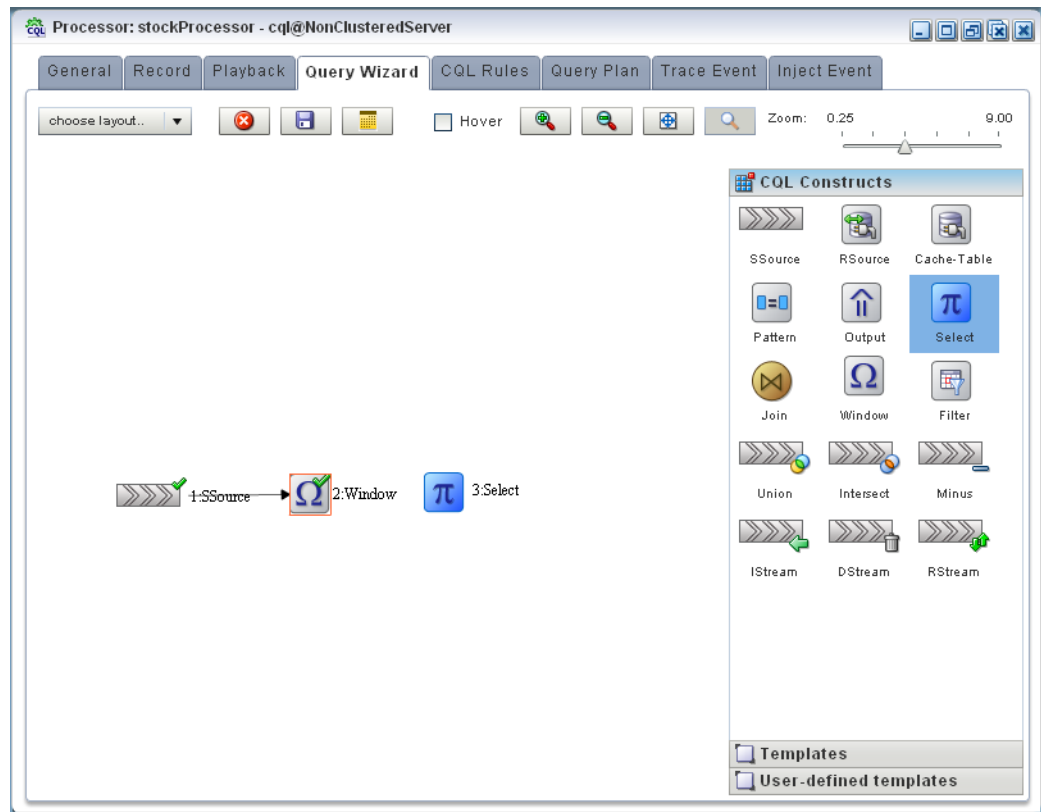 CQL Processor: stockProcessor - cql@NonClusteredServer
General Record Playback Query Wizard CQL Rules Query Plan Trace Event Inject Event
choose layout.. Hover Zoom: 0.25 9.00
CQL Constructs
SSource RSource Cache-Table
Pattern Output Select
Join Window Filter
1:SSource 2:Window 3:Select
Union Intersect Minus
IStream DStream RStream
Templates
User-defined templates